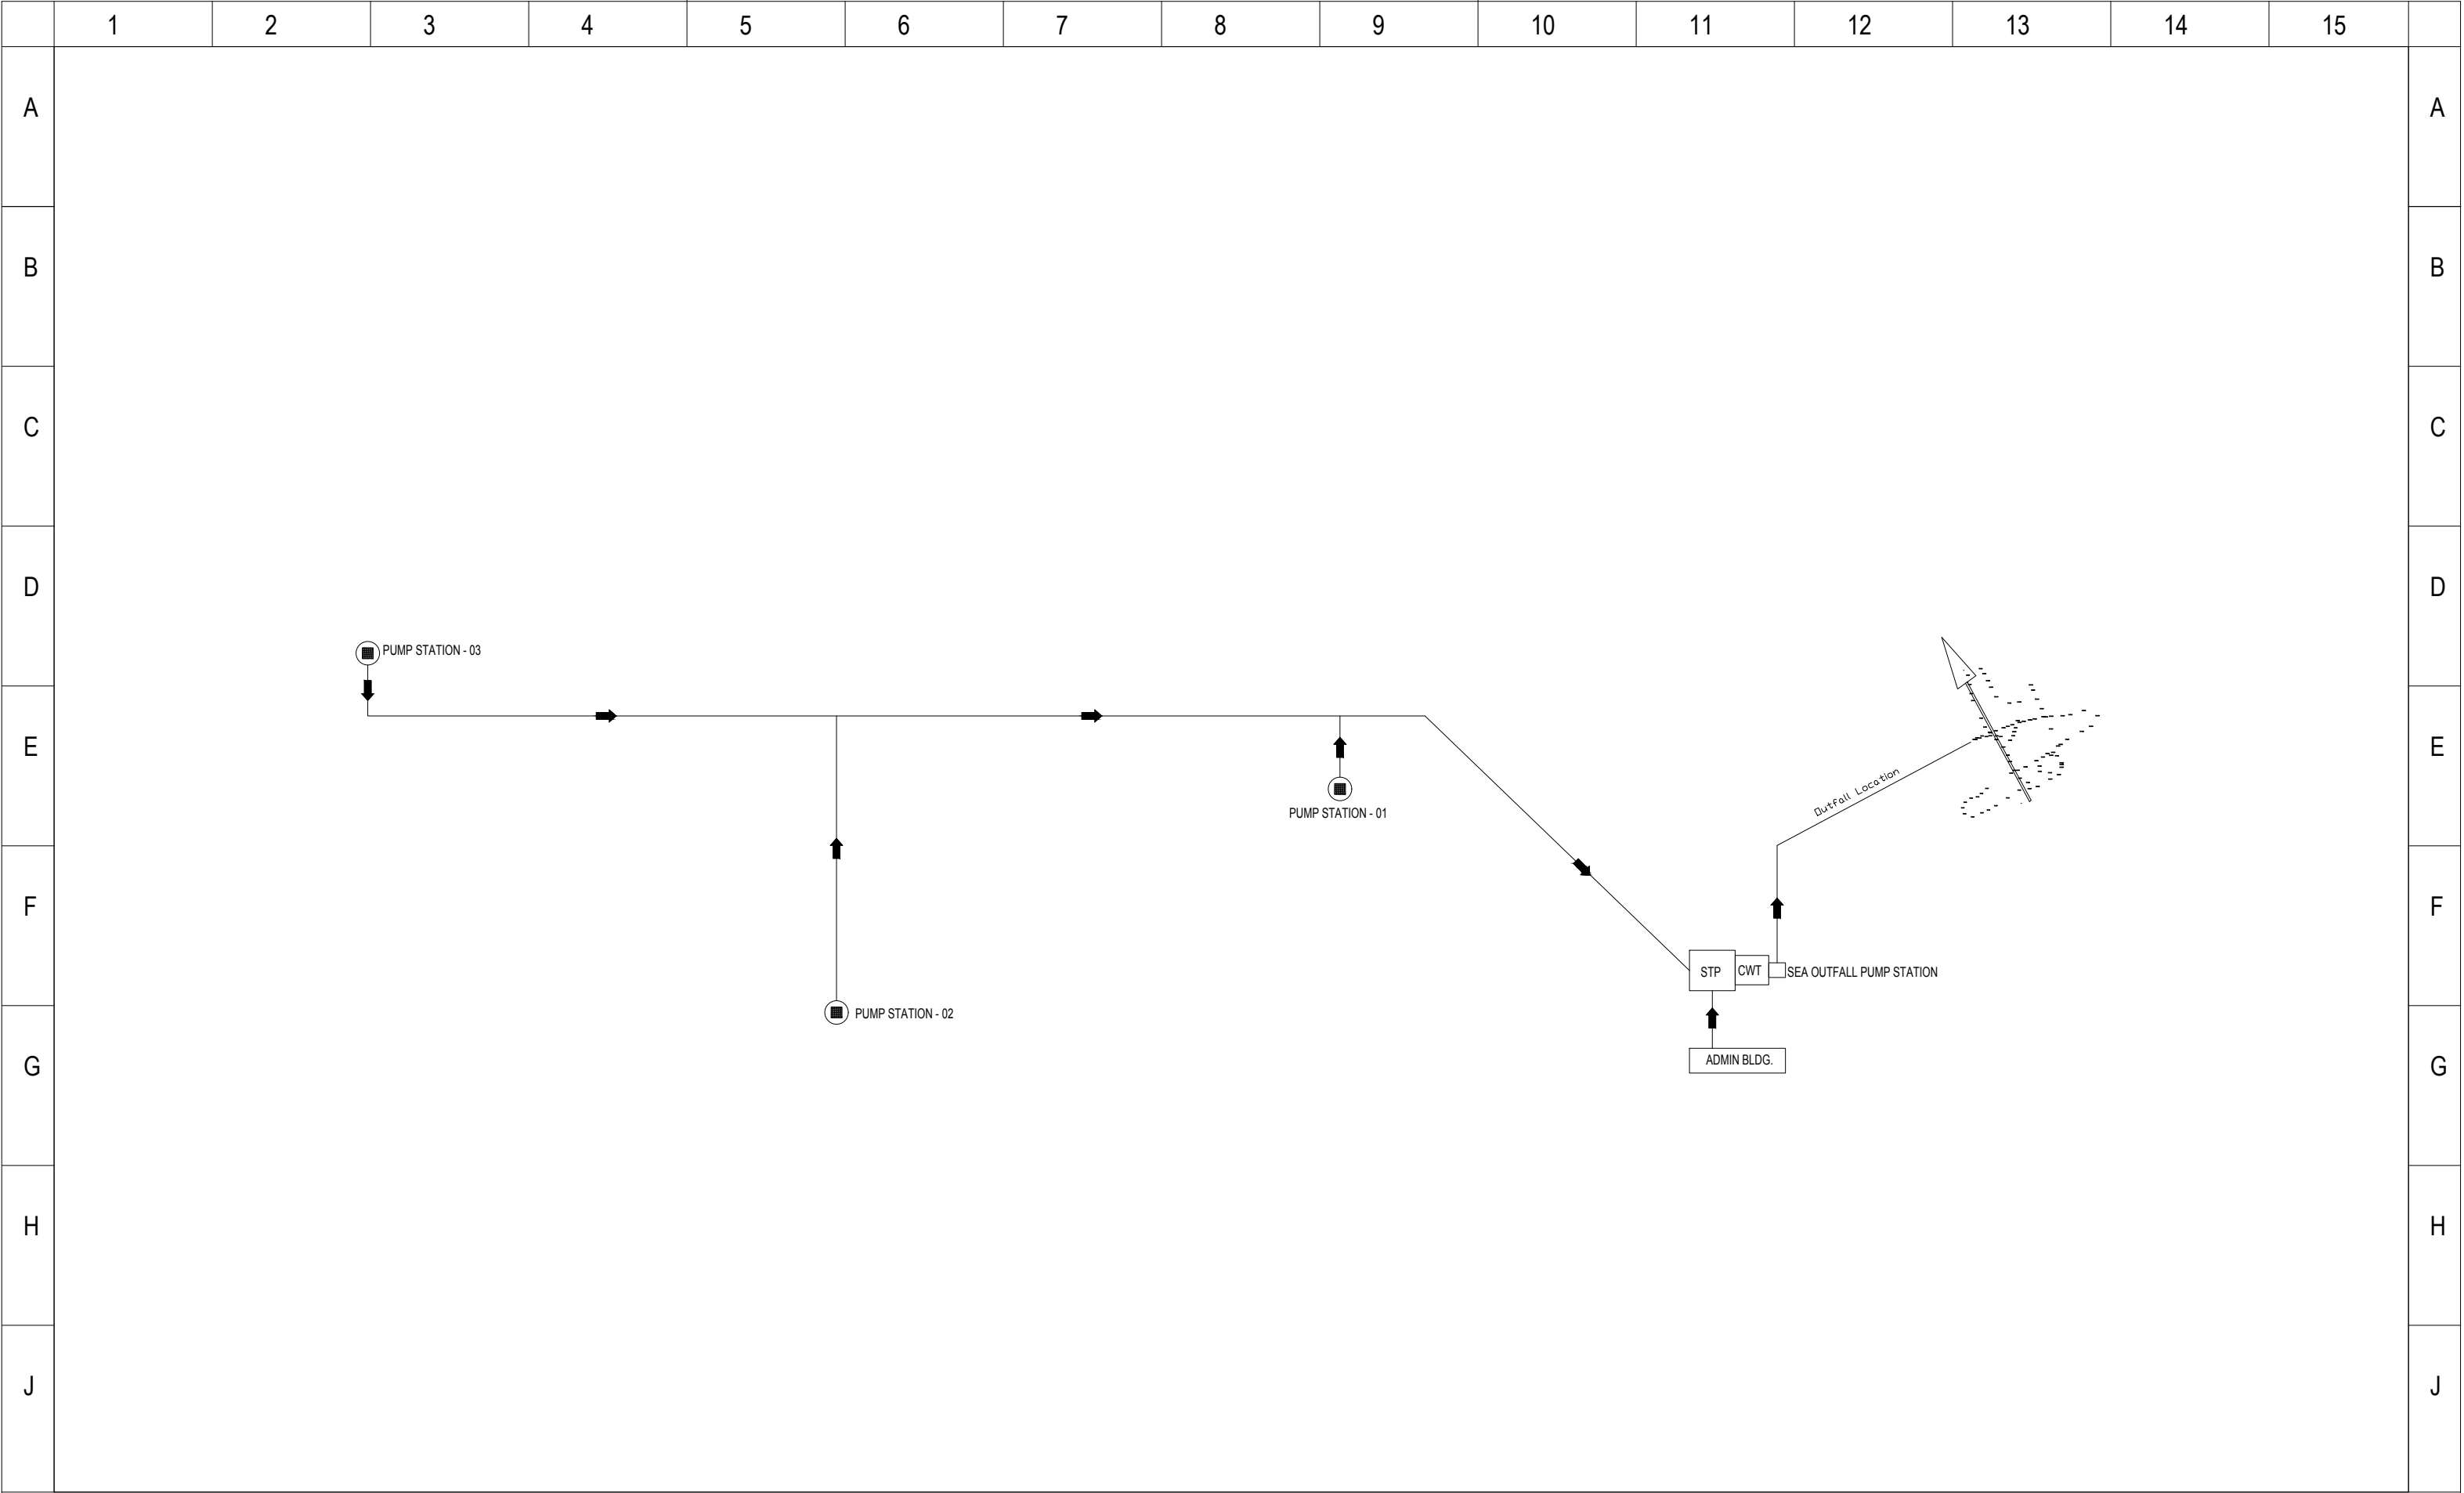 1 2 3 4 5 6 7 8 9 10 11 12 13 14 15
A A
B B
C C
D D
PUMP STATION - 03
E E
Outfall Location
PUMP STATION - 01
F F
STP CWT SEA OUTFALL PUMP STATION
PUMP STATION - 02
ADMIN BLDG.
G G
H H
J J